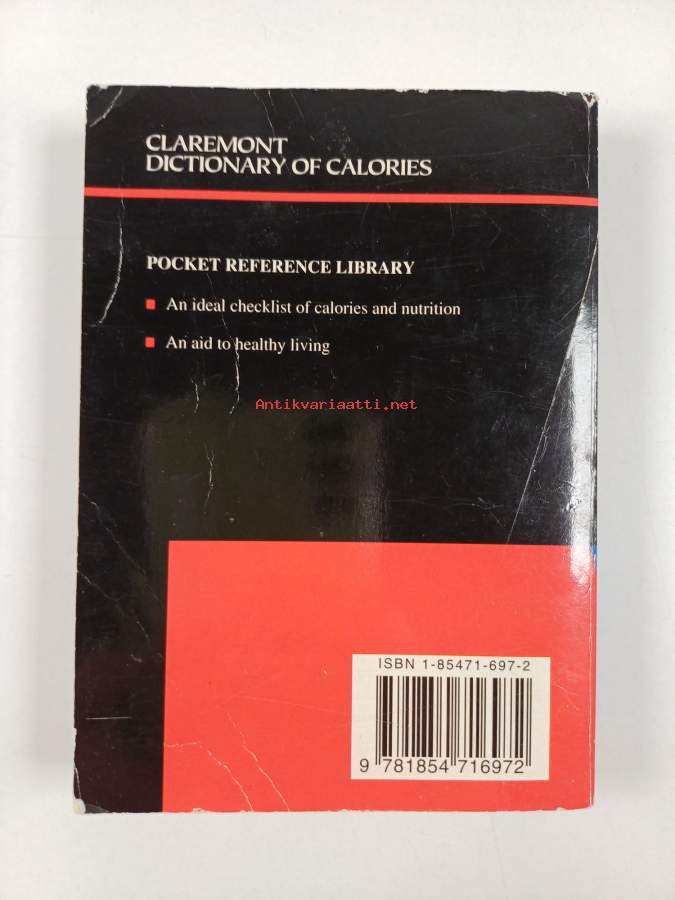 CLAREMONT
DICTIONARY OF CALORIES
POCKET REFERENCE LIBRARY
An ideal checklist of calories and nutrition
An aid to healthy living
Antikvariaatti.net
ISBN 1-85471-697-2
9 781854 716972